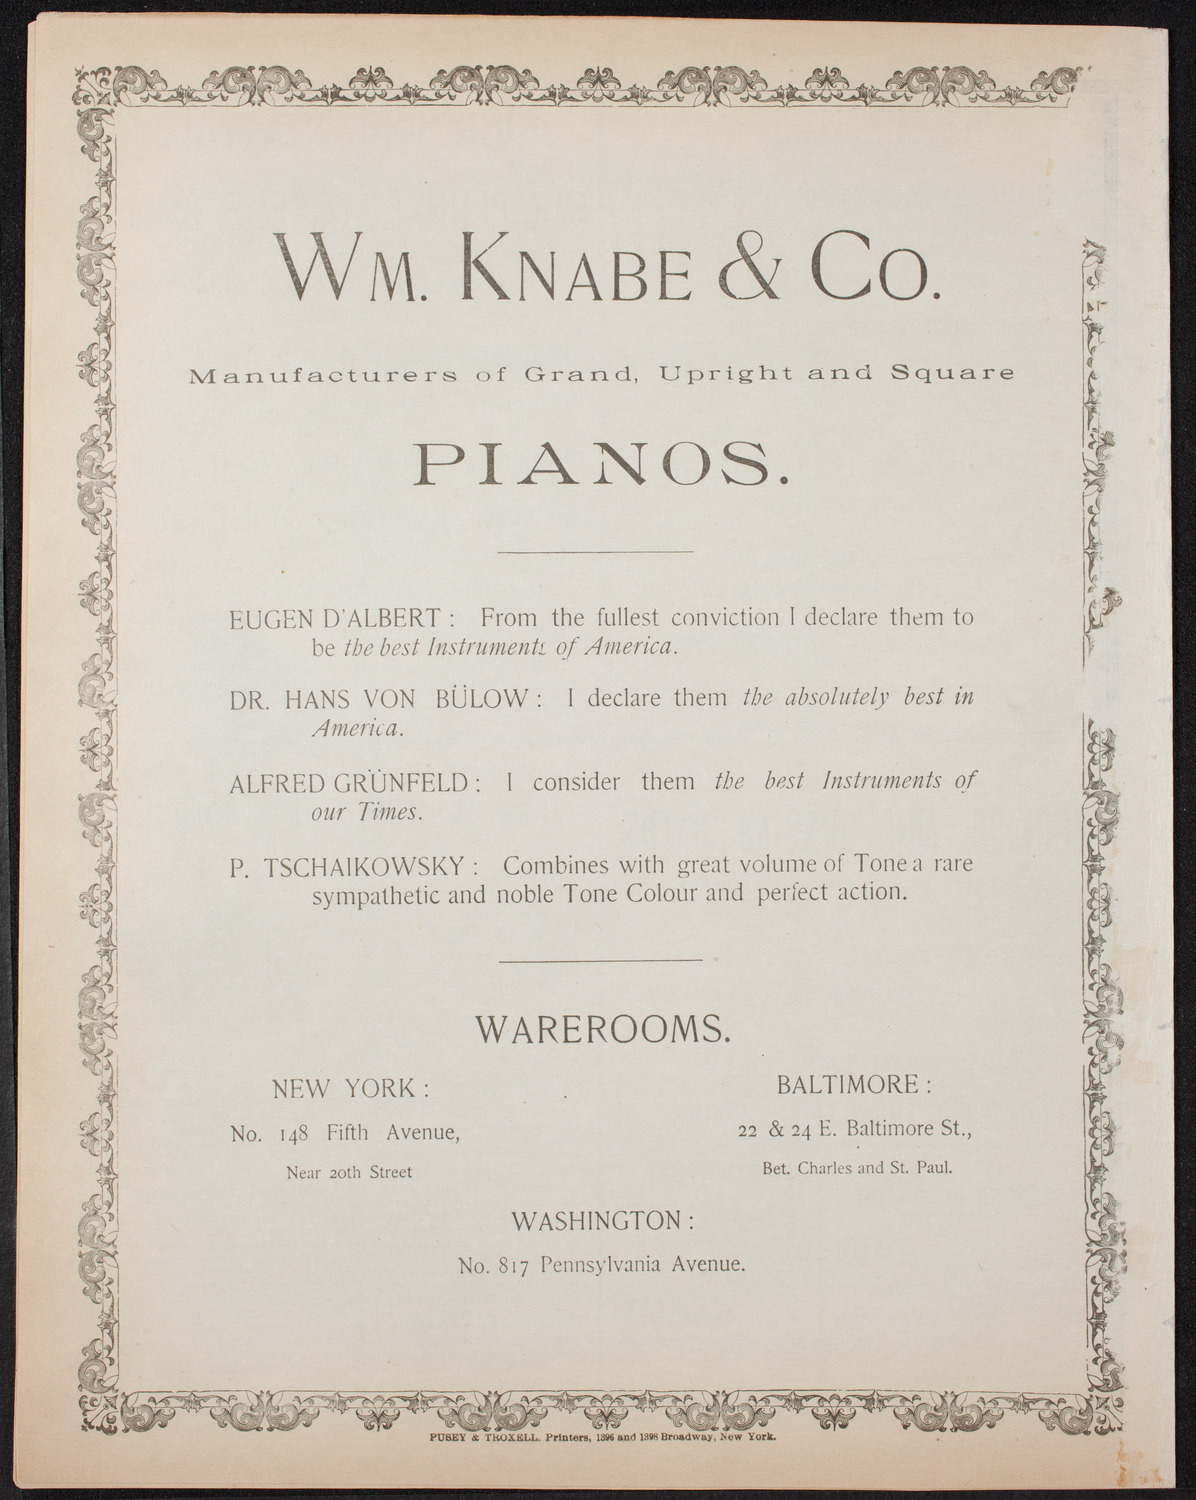 WM. KNABE & CO.
Manufacturers of Grand, Upright and Square
PIANOS.
EUGEN D'ALBERT : From the fullest conviction I declare them to
be the best Instruments of America.
DR. HANS VON BÜLOW : I declare them the absolutely best in
America.
ALFRED GRÜNFELD : I consider them the best Instruments of
our Times.
P. TSCHAIKOWSKY : Combines with great volume of Tone a rare
sympathetic and noble Tone Colour and perfect action.
WAREROOMS.
NEW YORK :
No. 148 Fifth Avenue,
Near 20th Street
BALTIMORE :
22 & 24 E. Baltimore St.,
Bet. Charles and St. Paul.
WASHINGTON :
No. 817 Pennsylvania Avenue.
PUSEY & TROXELL, Printers, 1396 and 1398 Broadway, New York.